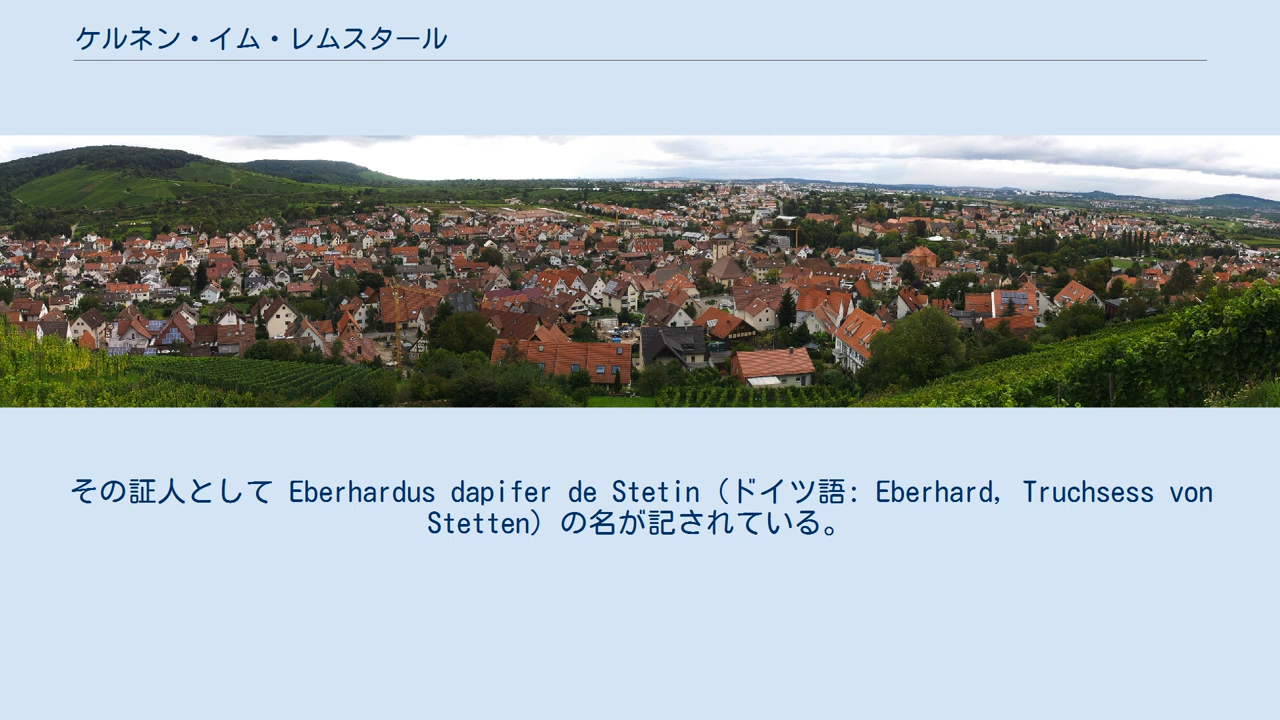 ケルネン・イム・レムスタール
その証人として Eberhardus dapifer de Stetin（ドイツ語: Eberhard, Truchsess von
Stetten）の名が記されている。